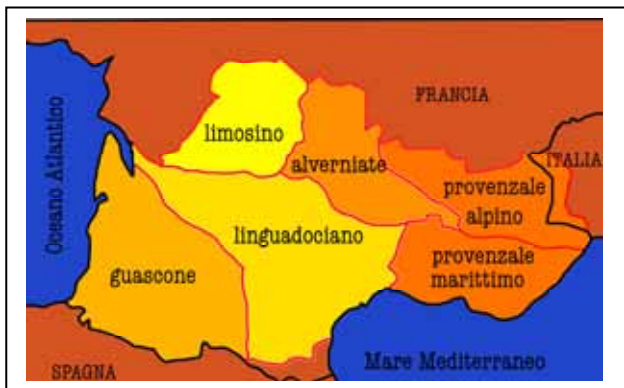 FRANCIA
limosino
Oceano Atlantico
alverniate
ITALIA
provenzale
alpino
linguadociano
provenzale
marittimo
guascone
SPAGNA
Mare Mediterraneo